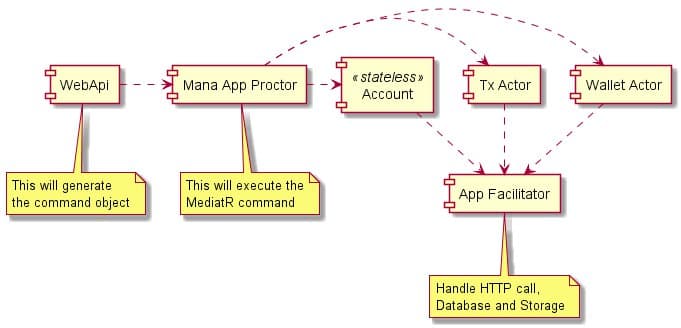 WebApi
Mana App Proctor
«stateless»
Account
Tx Actor
Wallet Actor
This will generate
the command object
This will execute the
MediatR command
App Facilitator
Handle HTTP call,
Database and Storage